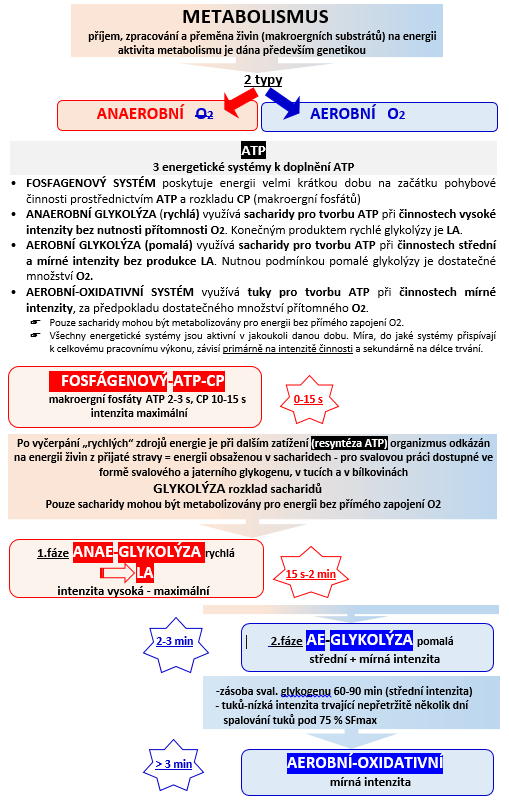 METABOLISMUS
příjem, zpracování a přeměna živin (makroergních substrátů) na energii
aktivita metabolismu je dána především genetikou
2 typy
ANAEROBNÍ O2
AEROBNÍ O2
ATP
3 energetické systémy k doplnění ATP
• FOSFAGENOVÝ SYSTÉM poskytuje energii velmi krátkou dobu na začátku pohybové
činnosti prostřednictvím ATP a rozkladu CP (makroergní fosfátů)
• ANAEROBNÍ GLYKOLÝZA (rychlá) využívá sacharidy pro tvorbu ATP při činnostech vysoké
intenzity bez nutnosti přítomnosti O2. Konečným produktem rychlé glykolýzy je LA.
• AEROBNÍ GLYKOLÝZA (pomalá) využívá sacharidy pro tvorbu ATP při činnostech střední
a mírné intenzity bez produkce LA. Nutnou podmínkou pomalé glykolýzy je dostatečné
množství O2.
• AEROBNÍ-OXIDATIVNÍ SYSTÉM využívá tuky pro tvorbu ATP při činnostech mírné
intenzity, za předpokladu dostatečného množství přítomného O2.
☛ Pouze sacharidy mohou být metabolizovány pro energii bez přímého zapojení O2.
☛ Všechny energetické systémy jsou aktivní v jakoukoli danou dobu. Míra, do jaké systémy přispívají
k celkovému pracovnímu výkonu, závisí primárně na intenzitě činnosti a sekundárně na délce trvání.
FOSFÁGENOVÝ-ATP-CP
makroergní fosfáty ATP 2-3 s, CP 10-15 s
intenzita maximální
0-15 s
Po vyčerpání „rychlých“ zdrojů energie je při dalším zatížení (resyntéza ATP) organizmus odkázán
na energii živin z přijaté stravy = energii obsaženou v sacharidech - pro svalovou práci dostupné ve
formě svalového a jaterního glykogenu, v tucích a v bílkovinách
GLYKOLÝZA rozklad sacharidů
Pouze sacharidy mohou být metabolizovány pro energii bez přímého zapojení O2
1.fáze ANAE-GLYKOLÝZA rychlá
LA
intenzita vysoká - maximální
15 s-2 min
2-3 min
2.fáze AE-GLYKOLÝZA pomalá
střední + mírná intenzita
-zásoba sval. glykogenu 60-90 min (střední intenzita)
- tuků-nízká intenzita trvající nepřetržitě několik dní
spalování tuků pod 75 % SFmax
> 3 min
AEROBNÍ-OXIDATIVNÍ
mírná intenzita